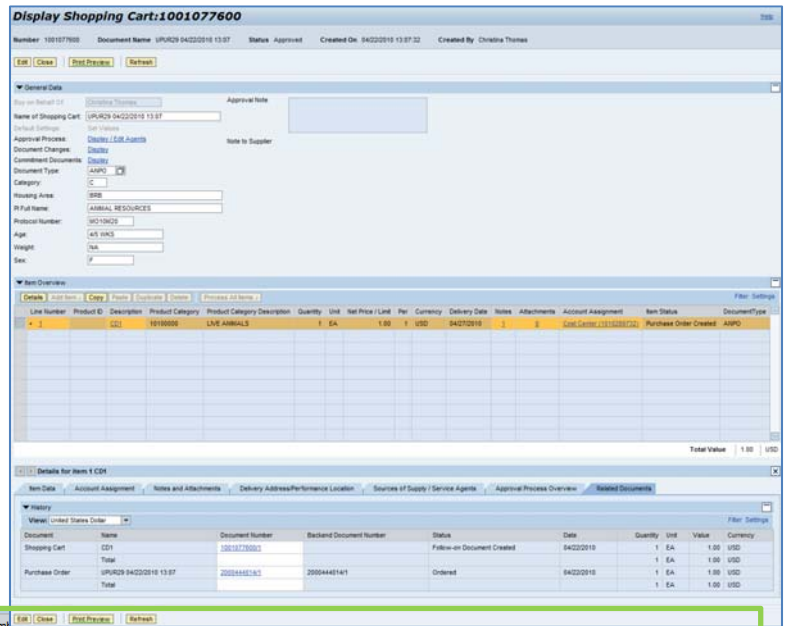 Display Shopping Cart:1001077600
Help
Number 1001077600 Document Name UPUR29 04/22/2010 13:07 Status Approved Created On 04/22/2010 13:07:32 Created By Christina Thomas
Edit Close Print Preview Refresh
General Data
Buy on Behalf Of: Christina Thomas
Approval Note
Name of Shopping Cart: UPUR29 04/22/2010 13:07
Default Settings: Set Values
Approval Process: Display / Edit Agents
Note to Supplier
Document Changes: Display
Commitment Documents: Display
Document Type: ANPO
Category: C
Housing Area: BRB
PI Full Name: ANIMAL RESOURCES
Protocol Number: MO10M20
Age: 4/5 WKS
Weight: NA
Sex: F
Item Overview
Details Add Item Copy Paste Duplicate Delete Process All Items Filter Settings
Line Number Product ID Description Product Category Product Category Description Quantity Unit Net Price / Limit Per Currency Delivery Date Notes Attachments Account Assignment Item Status DocumentType
1 CD1 10100000 LIVE ANIMALS 1 EA 1.00 1 USD 04/27/2010 1 0 Cost Center Purchase Order Created ANPO
Total Value 1.00 USD
Details for item 1 CD1
Item Data Account Assignment Notes and Attachments Delivery Address/Performance Location Sources of Supply / Service Agents Approval Process Overview Related Documents
History
View: United States Dollar Filter Settings
Document Name Document Number Backend Document Number Status Date Quantity Unit Value Currency
Shopping Cart CD1 1001077600/1 Follow-on Document Created 04/22/2010 1 EA 1.00 USD
Total 1 EA 1.00 USD
Purchase Order UPUR29 04/22/2010 13:07 2000444014/1 2000444014/1 Ordered 04/22/2010 1 EA 1.00 USD
Total 1 EA 1.00 USD
Edit Close Print Preview Refresh